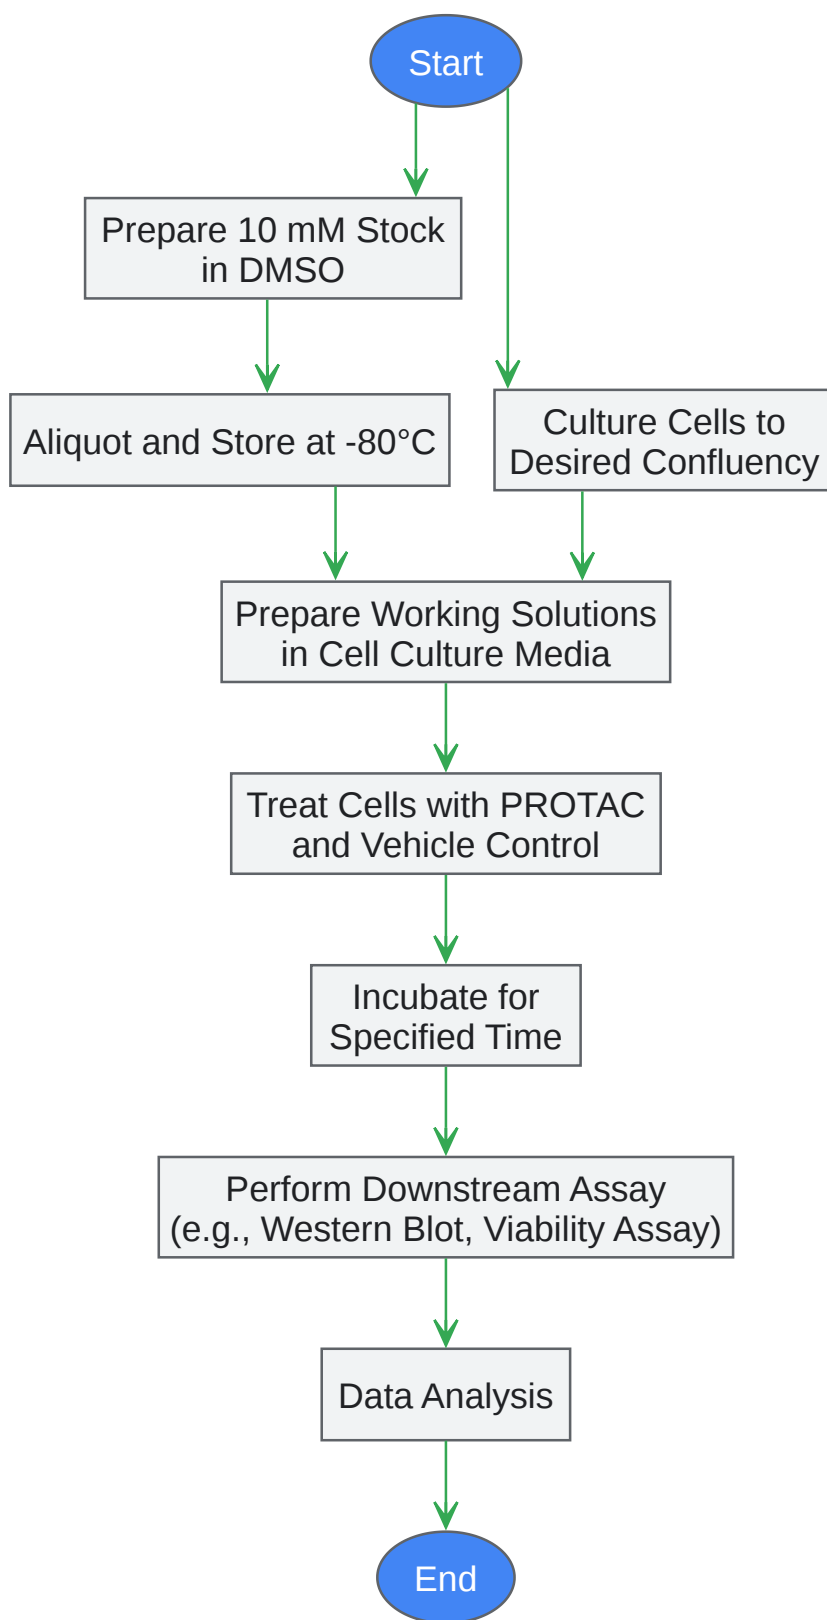 Start
Prepare 10 mM Stock
in DMSO
Aliquot and Store at -80°C
Culture Cells to
Desired Confluency
Prepare Working Solutions
in Cell Culture Media
Treat Cells with PROTAC
and Vehicle Control
Incubate for
Specified Time
Perform Downstream Assay
(e.g., Western Blot, Viability Assay)
Data Analysis
End